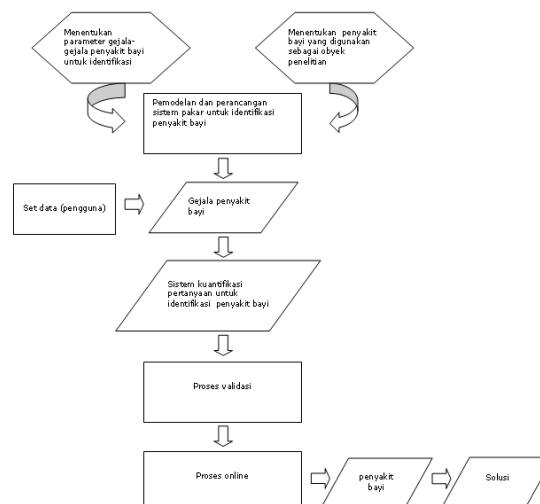 Menentukan
parameter gejala-
gejala penyakit bayi
untuk identifikasi
Menentukan penyakit
bayi yang digunakan
sebagai obyek
penelitian
Pemodelan dan perancangan
sistem pakar untuk identifikasi
penyakit bayi
Set data (pengguna)
Gejala penyakit
bayi
Sistem kuantifikasi
pertanyaan untuk
identifikasi penyakit bayi
Proses validasi
Proses online
penyakit
bayi
Solusi